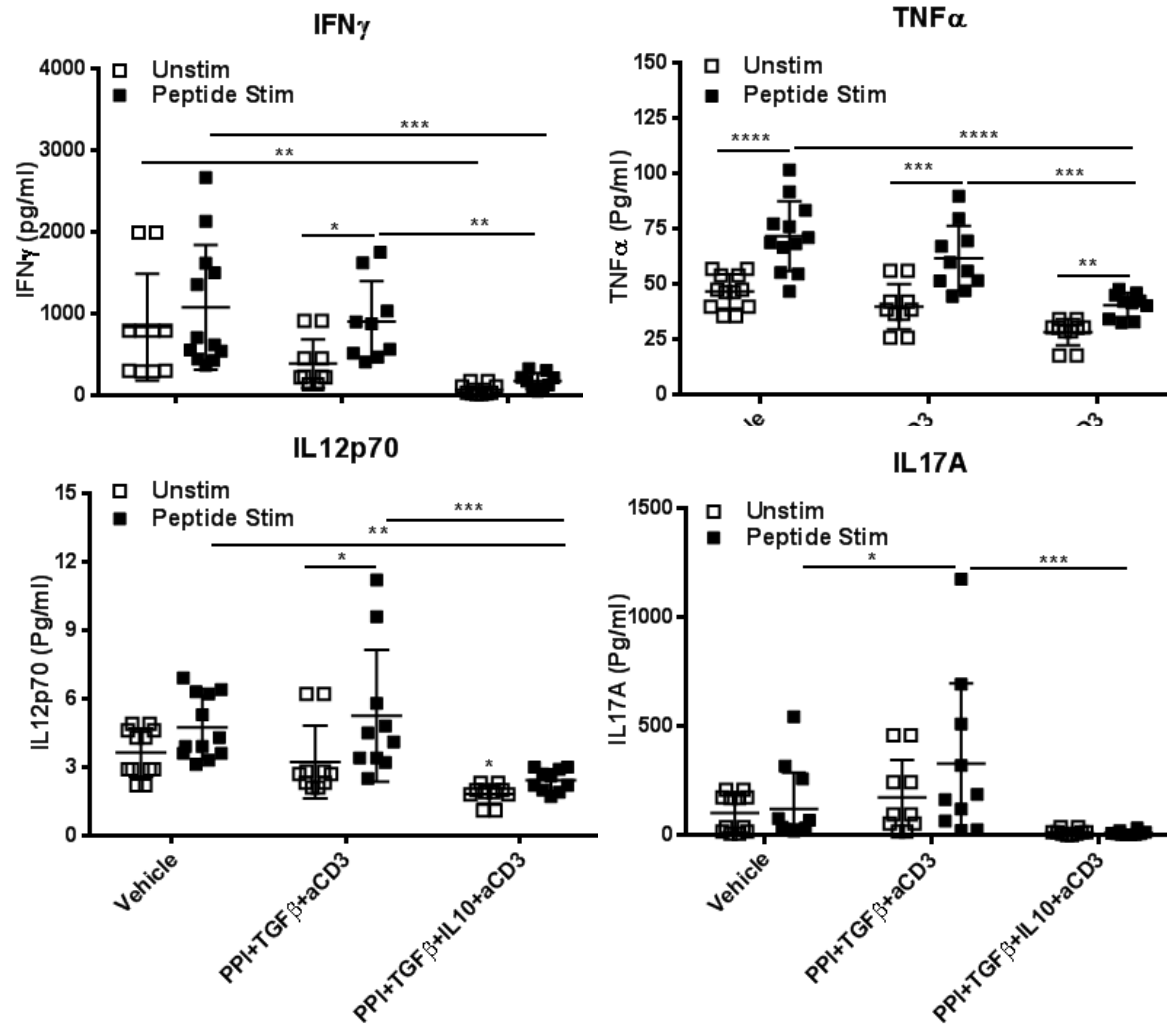 IFNγ
Unstim
Peptide Stim
IFNγ (pg/ml)
4000
3000
2000
1000
0
***
**
*
**
TNFα
Unstim
Peptide Stim
TNFα (Pg/ml)
150
125
100
75
50
25
0
****
****
***
***
**
le
D3
D3
IL12p70
Unstim
Peptide Stim
IL12p70 (Pg/ml)
15
12
9
6
3
0
***
**
*
*
Vehicle
PPI+TGFβ+aCD3
PPI+TGFβ+IL10+aCD3
IL17A
Unstim
Peptide Stim
IL17A (Pg/ml)
1500
1000
500
0
*
***
Vehicle
PPI+TGFβ+aCD3
PPI+TGFβ+IL10+aCD3